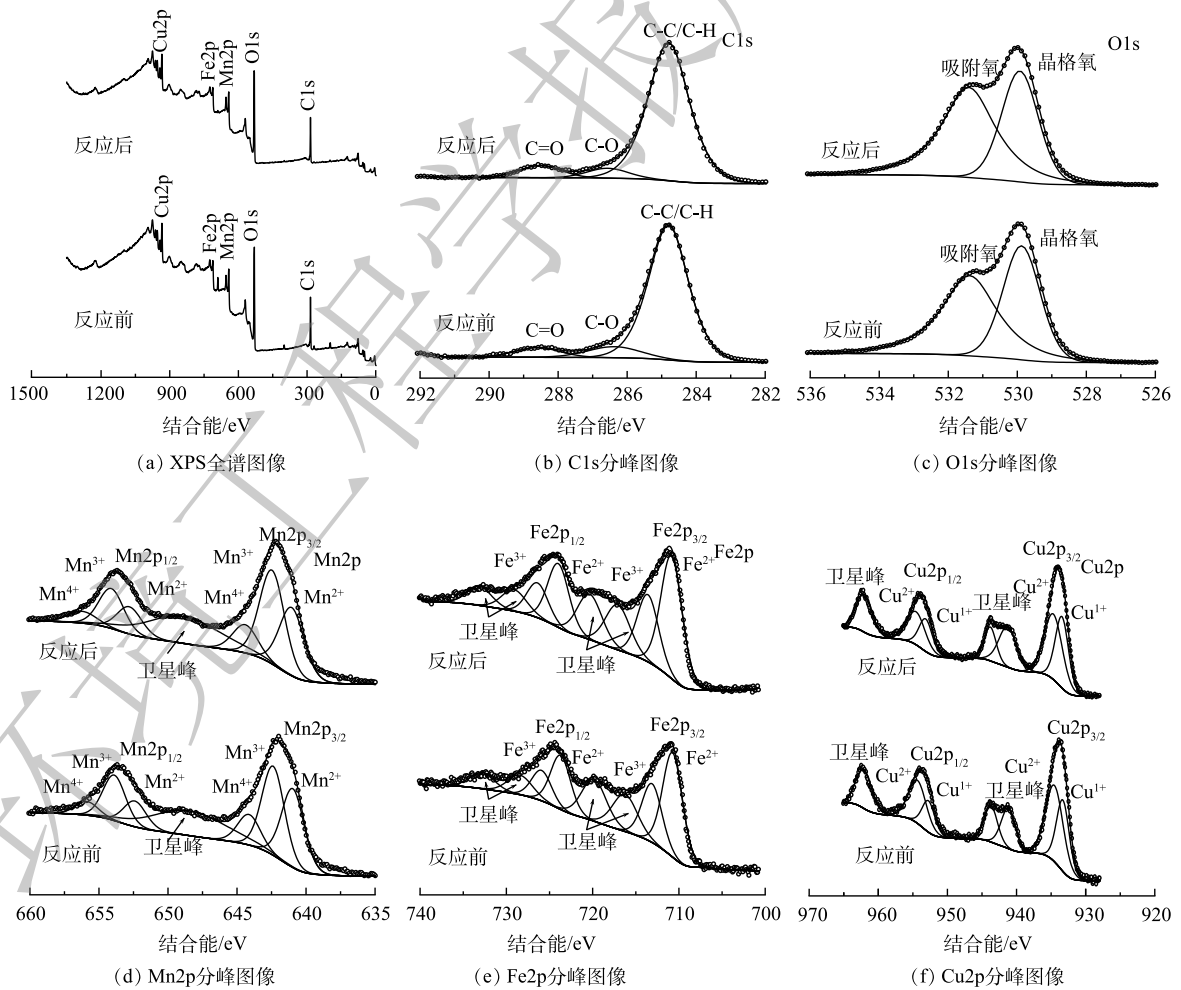 Cu2p
Fe2p
Mn2p
O1s
C1s
反应后
Cu2p
Fe2p
Mn2p
O1s
C1s
反应前
1500 1200 900 600 300 0
结合能/eV
(a) XPS全谱图像
C-C/C-H
C1s
反应后
C=O
C-O
C-C/C-H
反应前
C=O
C-O
292 290 288 286 284 282
结合能/eV
(b) C1s分峰图像
O1s
吸附氧
晶格氧
反应后
吸附氧
晶格氧
反应前
536 534 532 530 528 526
结合能/eV
(c) O1s分峰图像
Mn³⁺
Mn2p₁/₂
Mn⁴⁺
Mn²⁺
Mn³⁺
Mn2p₃/₂
Mn2p
Mn⁴⁺
Mn²⁺
反应后
卫星峰
Mn³⁺
Mn2p₁/₂
Mn⁴⁺
Mn²⁺
Mn³⁺
Mn2p₃/₂
Mn⁴⁺
Mn²⁺
反应前
卫星峰
660 655 650 645 640 635
结合能/eV
(d) Mn2p分峰图像
Fe2p₁/₂
Fe³⁺
Fe²⁺
Fe2p₃/₂
Fe³⁺
Fe²⁺
Fe2p
卫星峰
卫星峰
反应后
Fe2p₁/₂
Fe³⁺
Fe²⁺
Fe2p₃/₂
Fe³⁺
Fe²⁺
卫星峰
卫星峰
反应前
740 730 720 710 700
结合能/eV
(e) Fe2p分峰图像
卫星峰
Cu2p₁/₂
Cu²⁺
Cu¹⁺
卫星峰
Cu2p₃/₂
Cu2p
Cu²⁺
Cu¹⁺
反应后
卫星峰
Cu2p₁/₂
Cu²⁺
Cu¹⁺
Cu²⁺
卫星峰
Cu2p₃/₂
Cu¹⁺
反应前
970 960 950 940 930 920
结合能/eV
(f) Cu2p分峰图像
环境工程学报